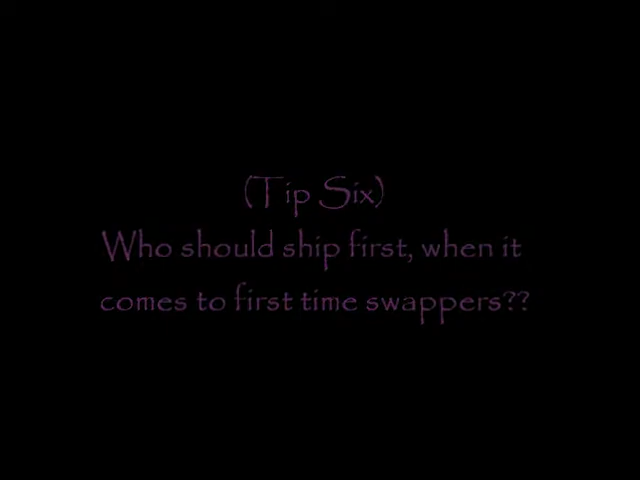 (Tip Six)
Who should ship first, when it
comes to first time swappers??